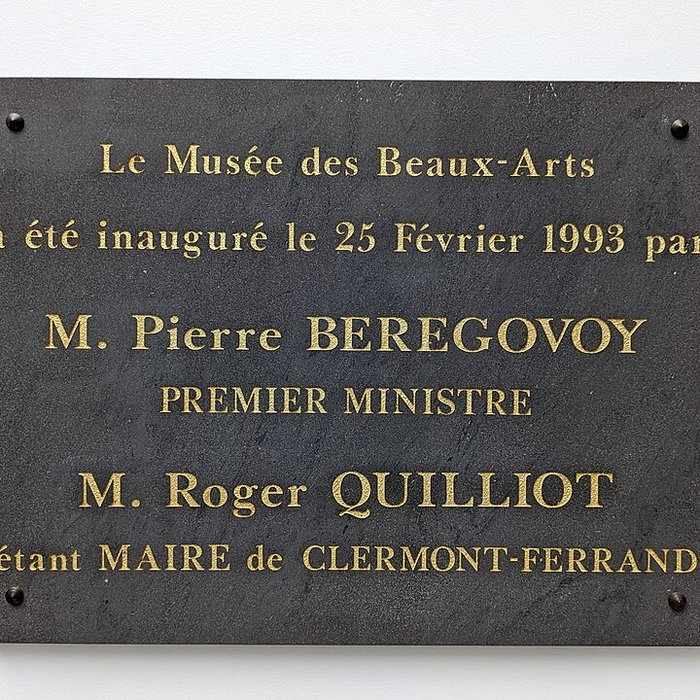 Le Musée des Beaux-Arts
a été inauguré le 25 Février 1993 par
M. Pierre BEREGOVOY
PREMIER MINISTRE
M. Roger QUILLIOT
étant MAIRE de CLERMONT-FERRAND